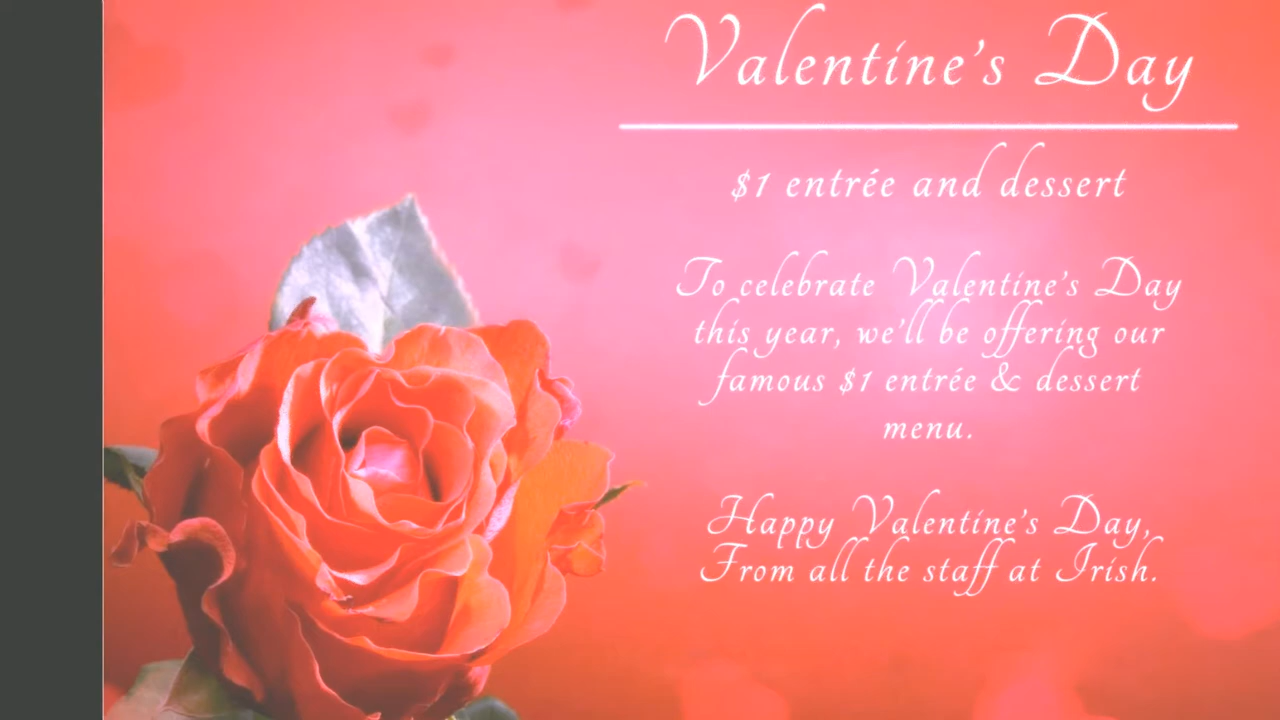 Valentine's Day
$1 entrée and dessert
To celebrate Valentine's Day
this year, we'll be offering our
famous $1 entrée & dessert
menu.
Happy Valentine's Day,
From all the staff at Irish.